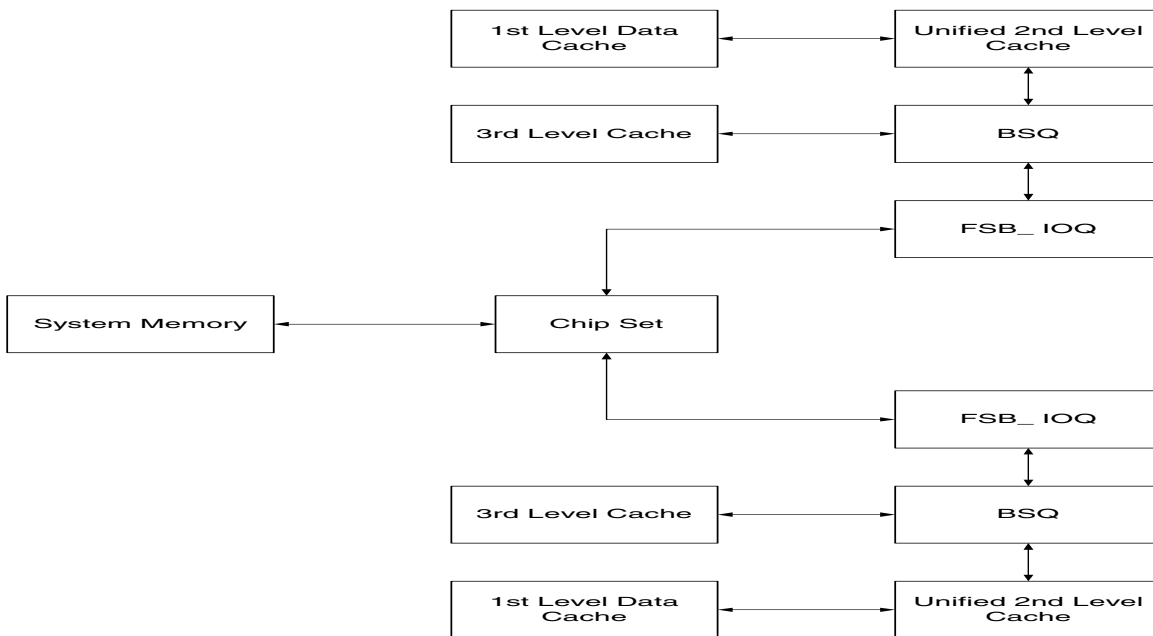 1st Level Data
Cache
Unified 2nd Level
Cache
3rd Level Cache
BSQ
FSB_ IOQ
System Memory
Chip Set
FSB_ IOQ
3rd Level Cache
BSQ
1st Level Data
Cache
Unified 2nd Level
Cache